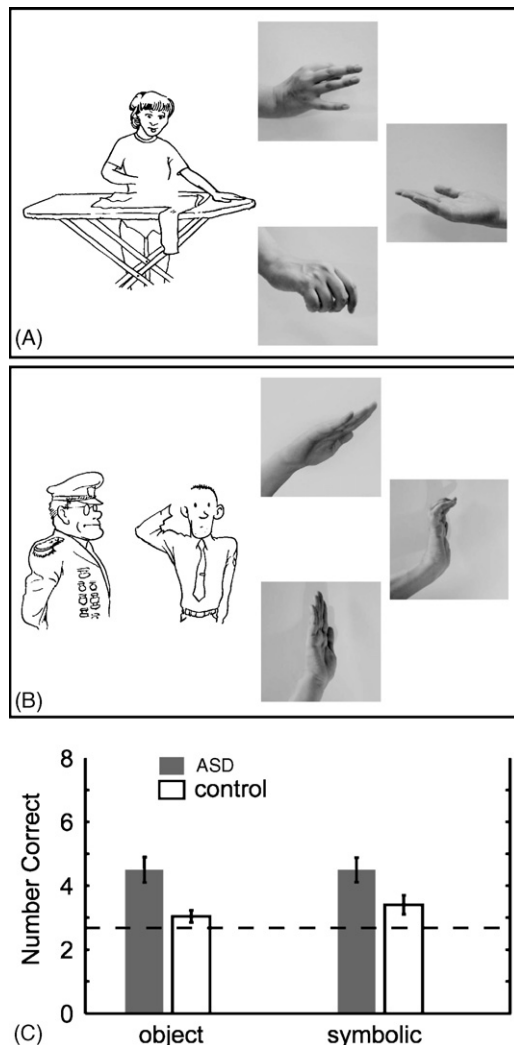 (A)
(B)
8
ASD
control
6
Number Correct
4
2
0
object symbolic
(C)